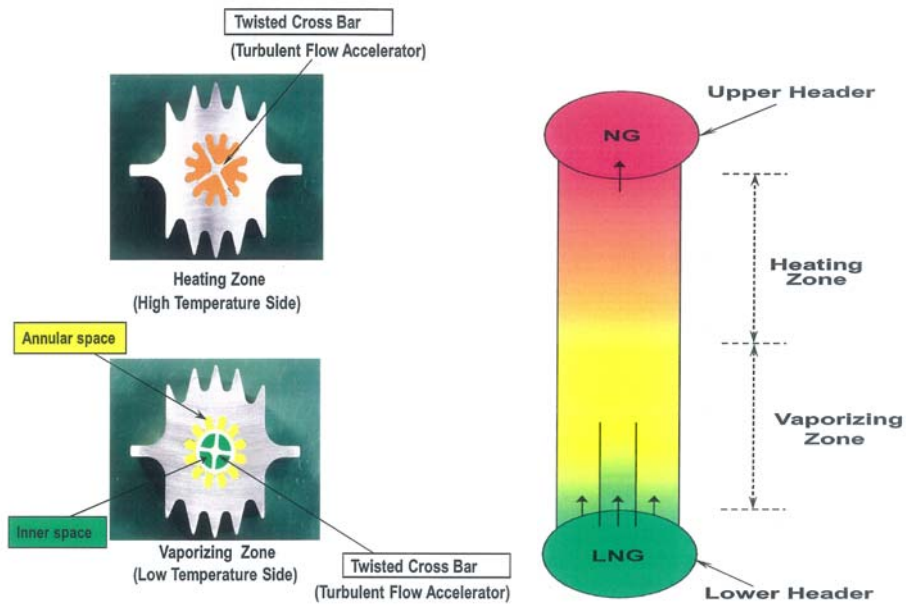 Twisted Cross Bar
(Turbulent Flow Accelerator)
Heating Zone
(High Temperature Side)
Annular space
Inner space
Vaporizing Zone
(Low Temperature Side)
Twisted Cross Bar
(Turbulent Flow Accelerator)
Upper Header
NG
Heating
Zone
Vaporizing
Zone
LNG
Lower Header